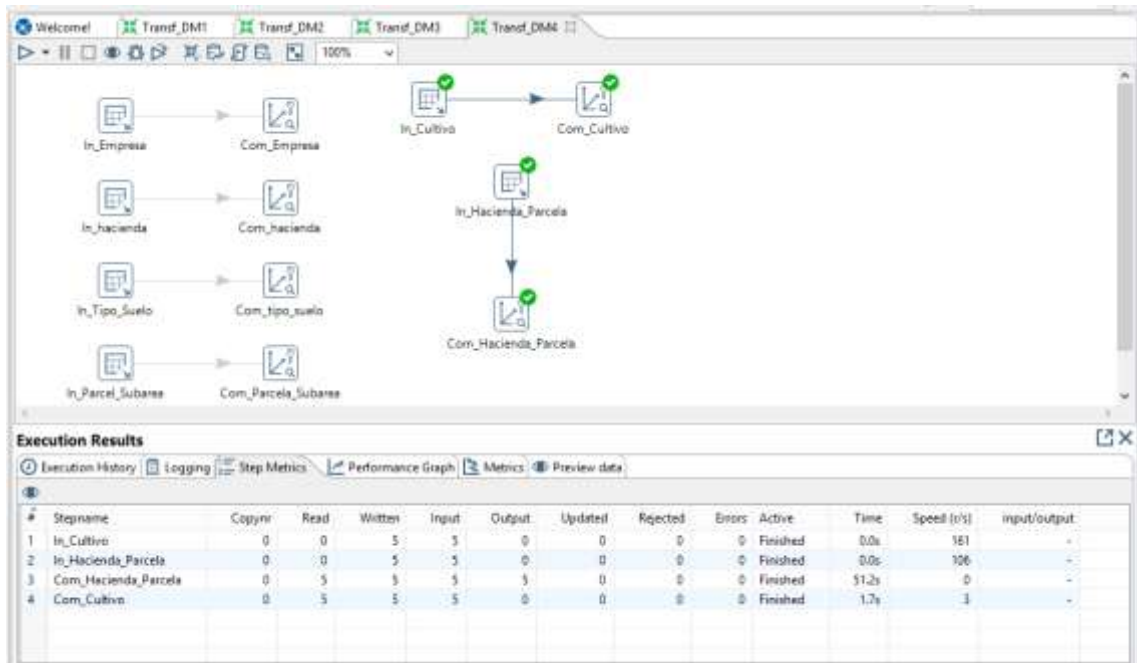 Welcome! Transf_DM1 Transf_DM2 Transf_DM3 Transf_DM4
100%
In_Cultivo Com_Cultivo
In_Empresa Com_Empresa
In_Hacienda_Parcela
In_hacienda Com_hacienda
In_Tipo_Suelo Com_tipo_suelo
Com_Hacienda_Parcela
In_Parcel_Subarea Com_Parcela_Subarea
Execution Results
Execution History Logging Step Metrics Performance Graph Metrics Preview data
# Stepname Copynr Read Written Input Output Updated Rejected Errors Active Time Speed (r/s) input/output
1 In_Cultivo 0 0 5 5 0 0 0 0 Finished 0.0s 161 -
2 In_Hacienda_Parcela 0 0 5 5 0 0 0 0 Finished 0.0s 106 -
3 Com_Hacienda_Parcela 0 5 5 5 5 0 0 0 Finished 51.2s 0 -
4 Com_Cultivo 0 5 5 5 0 0 0 0 Finished 1.7s 3 -